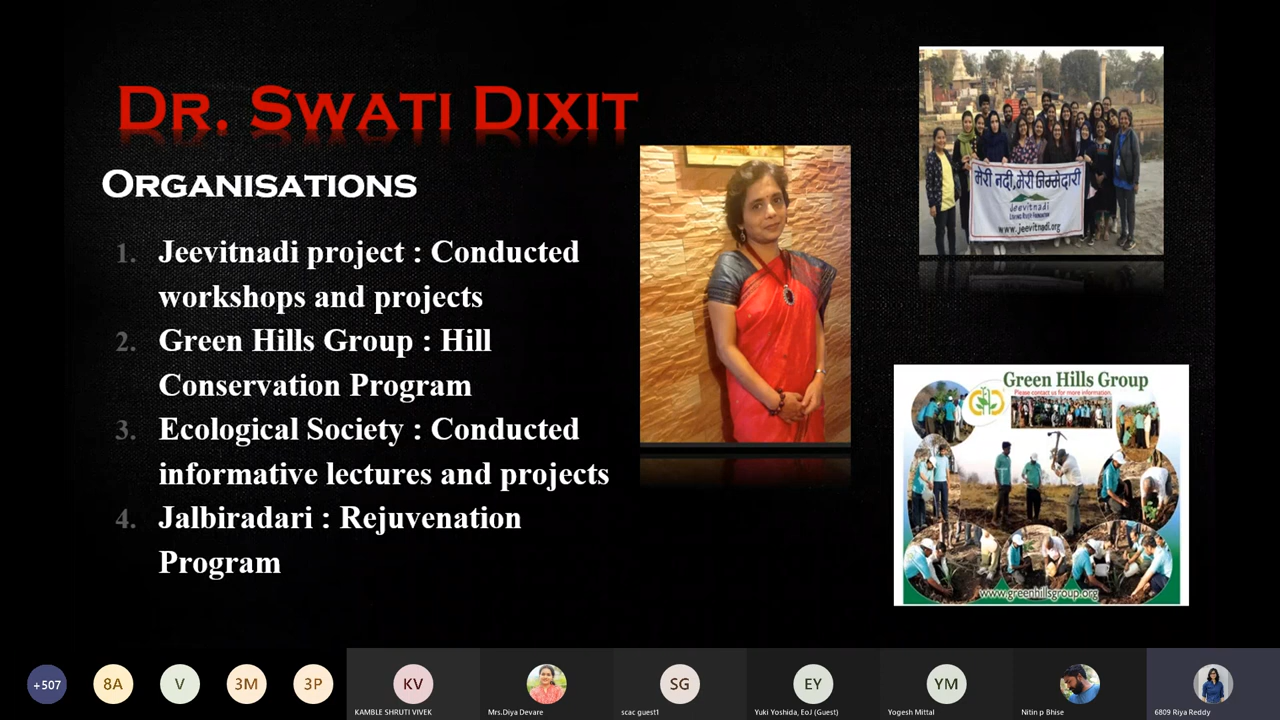 DR. SWATI DIXIT
ORGANISATIONS
1. Jeevitnadi project : Conducted
workshops and projects
2. Green Hills Group : Hill
Conservation Program
3. Ecological Society : Conducted
informative lectures and projects
4. Jalbiradari : Rejuvenation
Program
मेरी नदी, मेरी जिम्मेदारी
Jeevitnadi
LIVING RIVER FOUNDATION
www.jeevitnadi.org
Green Hills Group
Please contact us for more information.
www.greenhillsgroup.org
+507
8A
V
3M
3P
KV
KAMBLE SHRUTI VIVEK
Mrs.Diya Devare
SG
scac guest1
EY
Yuki Yoshida, EoJ (Guest)
YM
Yogesh Mittal
Nitin p Bhise
6809 Riya Reddy